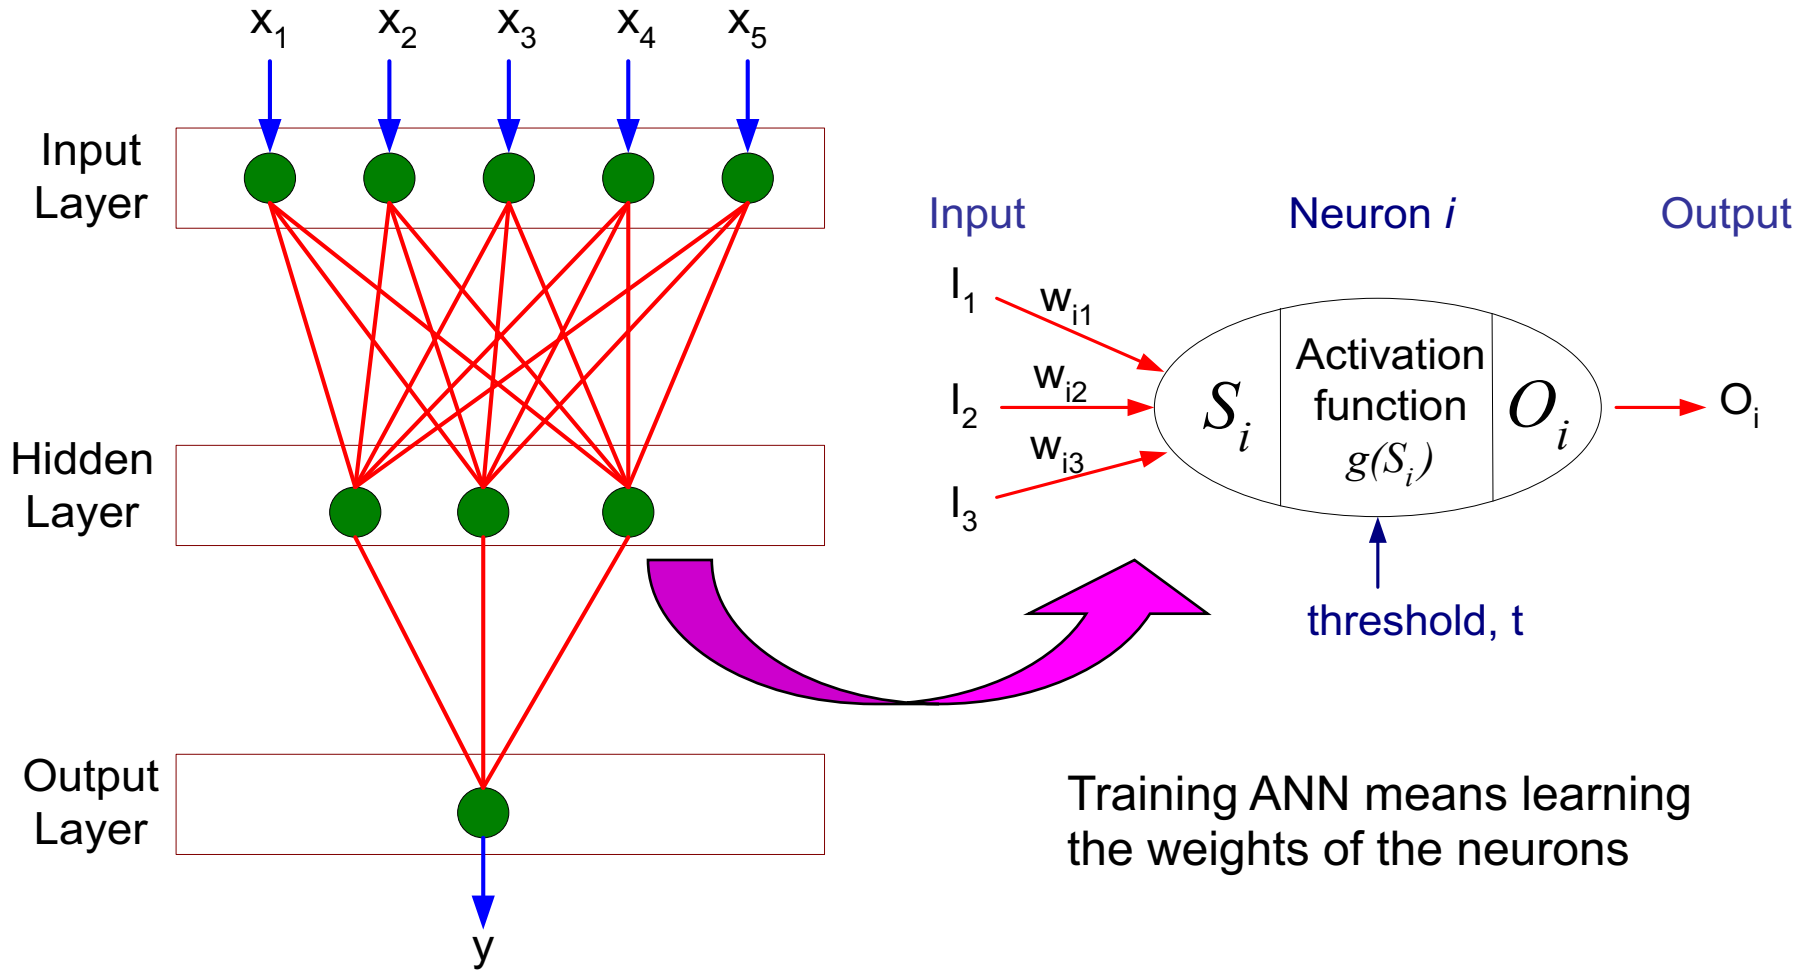 x1 x2 x3 x4 x5
Input
Layer
Hidden
Layer
Output
Layer
y
Input Neuron i Output
I1 wi1
I2 wi2
I3 wi3
Si
Activation
function
g(Si)
Oi
Oi
threshold, t
Training ANN means learning
the weights of the neurons